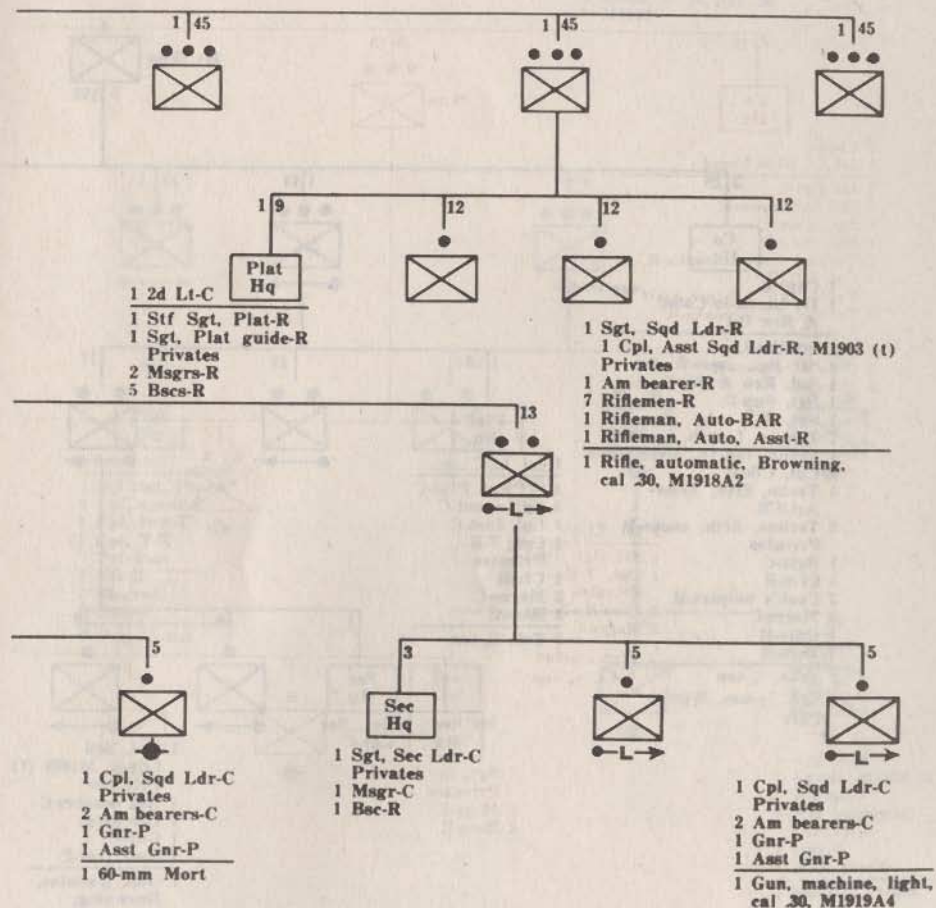 1 45
1 45
1 45
1 9
12
12
12
Plat
Hq
1 2d Lt-C
1 Stf Sgt, Plat-R
1 Sgt, Plat guide-R
Privates
2 Msgrs-R
5 Bscs-R
1 Sgt, Sqd Ldr-R
1 Cpl, Asst Sqd Ldr-R, M1903 (t)
Privates
1 Am bearer-R
7 Riflemen-R
1 Rifleman, Auto-BAR
1 Rifleman, Auto, Asst-R
1 Rifle, automatic, Browning,
cal .30, M1918A2
13
L
5
3
5
5
Sec
Hq
L
L
1 Cpl, Sqd Ldr-C
Privates
2 Am bearers-C
1 Gnr-P
1 Asst Gnr-P
1 60-mm Mort
1 Sgt, Sec Ldr-C
Privates
1 Msgr-C
1 Bsc-R
1 Cpl, Sqd Ldr-C
Privates
2 Am bearers-C
1 Gnr-P
1 Asst Gnr-P
1 Gun, machine, light,
cal .30, M1919A4